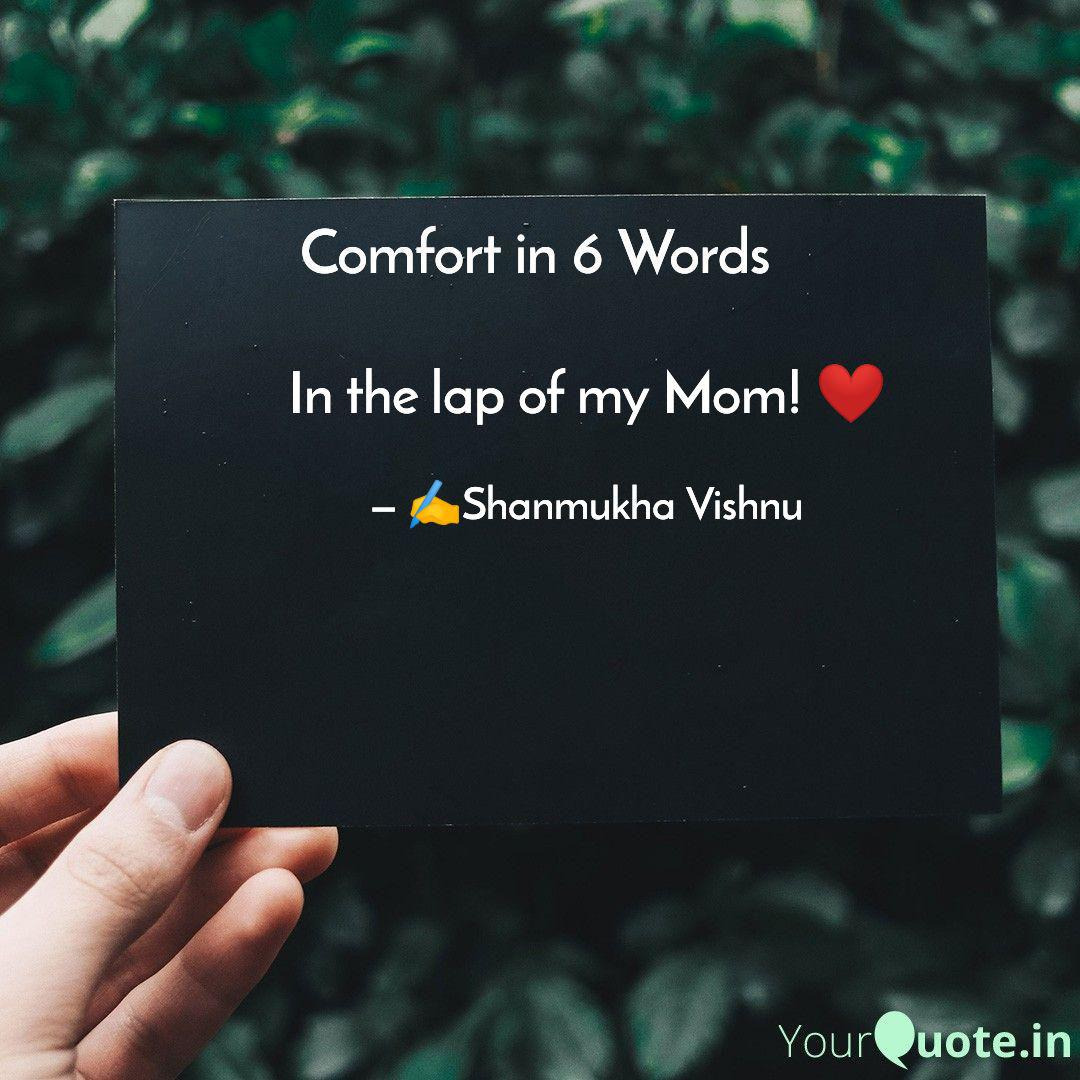 Comfort in 6 Words
In the lap of my Mom! ❤️
– ✍️Shanmukha Vishnu
YourQuote.in